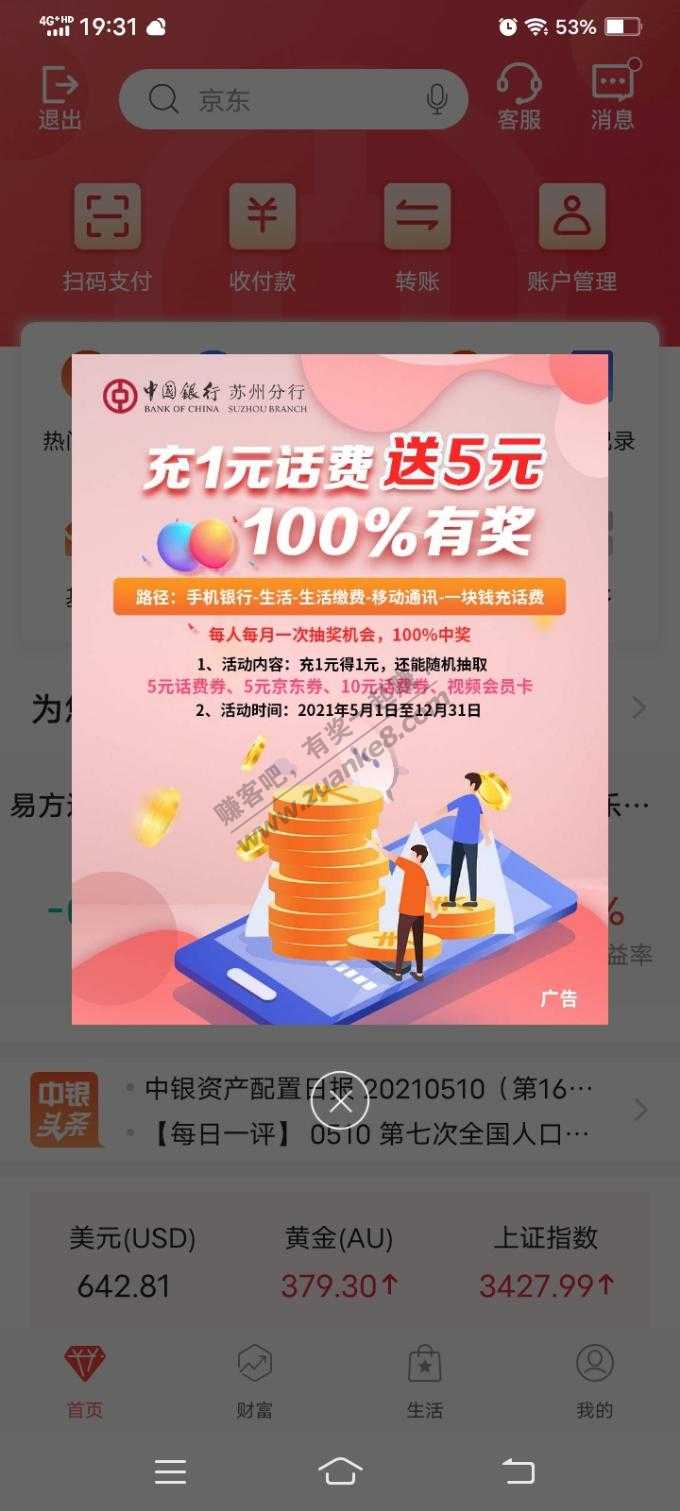 4G+HD 19:31 53%
退出 京东 客服 消息
扫码支付 收付款 转账 账户管理
中国银行 苏州分行
BANK OF CHINA SUZHOU BRANCH
热
录
充1元话费送5元
100%有奖
路径：手机银行-生活-生活缴费-移动通讯-一块钱充话费
每人每月一次抽奖机会，100%中奖
1、活动内容：充1元得1元，还能随机抽取
5元话费券、5元京东券、10元话费券、视频会员卡
为
2、活动时间：2021年5月1日至12月31日
赚客吧，有奖一起赚！
www.zuanke8.com
易方
乐…
%
益率
广告
中银头条
中银资产配置日报 20210510（第16…
【每日一评】 0510 第七次全国人口…
美元(USD) 黄金(AU) 上证指数
642.81 379.30↑ 3427.99↑
首页 财富 生活 我的